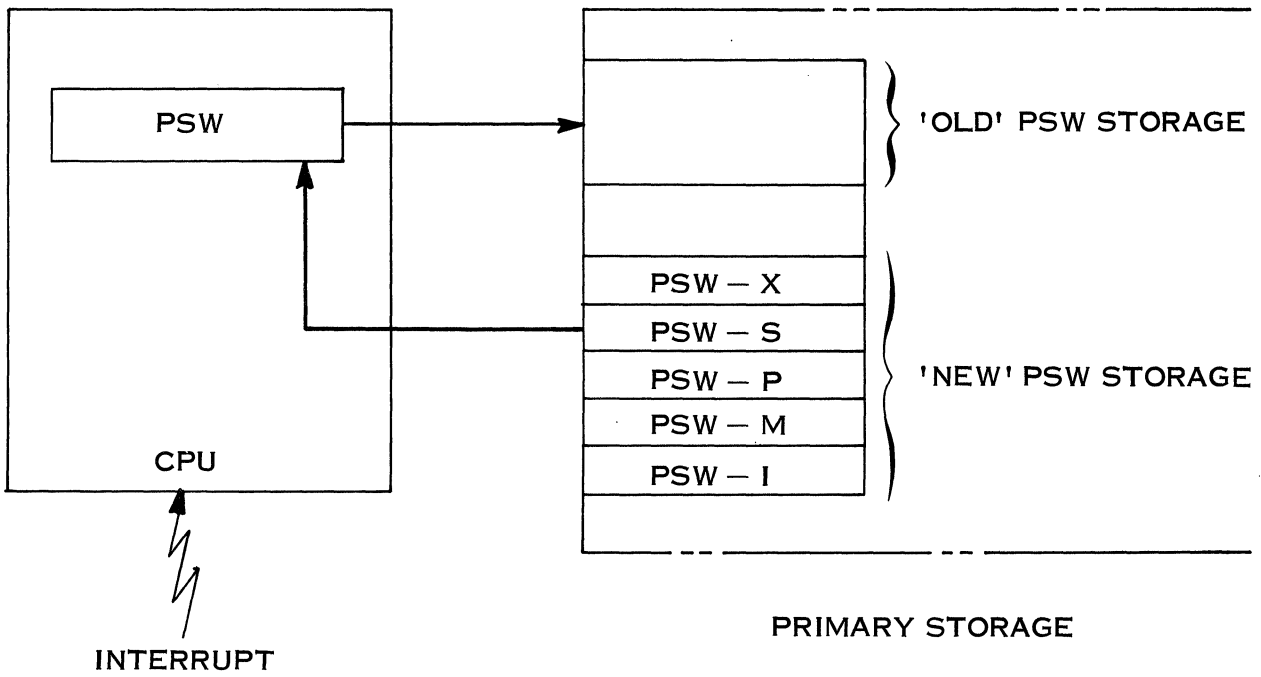 PSW
'OLD' PSW STORAGE
PSW — X
PSW — S
PSW — P
PSW — M
PSW — I
'NEW' PSW STORAGE
CPU
INTERRUPT
PRIMARY STORAGE